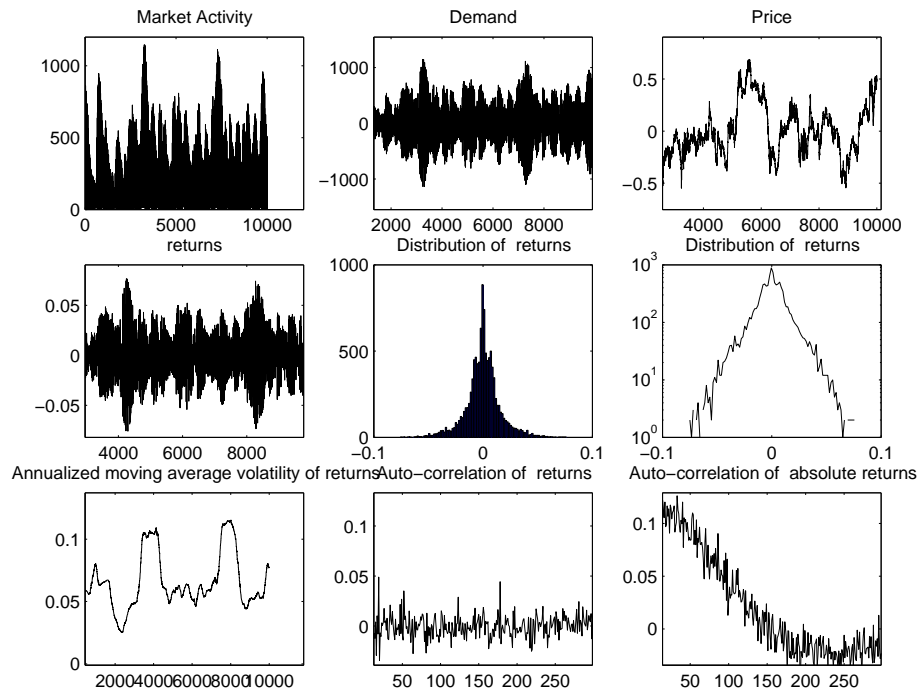 Market Activity
Demand
Price
1000
500
0
0 5000 10000
1000
0
−1000
2000 4000 6000 8000
0.5
0
−0.5
4000 6000 8000 10000
returns
Distribution of returns
Distribution of returns
0.05
0
−0.05
4000 6000 8000
1000
500
0
−0.1 0 0.1
10^3
10^2
10^1
10^0
−0.1 0 0.1
Annualized moving average volatility of returns
Auto−correlation of returns
Auto−correlation of absolute returns
0.1
0.05
0
2000 4000 6000 8000 10000
0.1
0.05
0
50 100 150 200 250
0.1
0.05
0
50 100 150 200 250